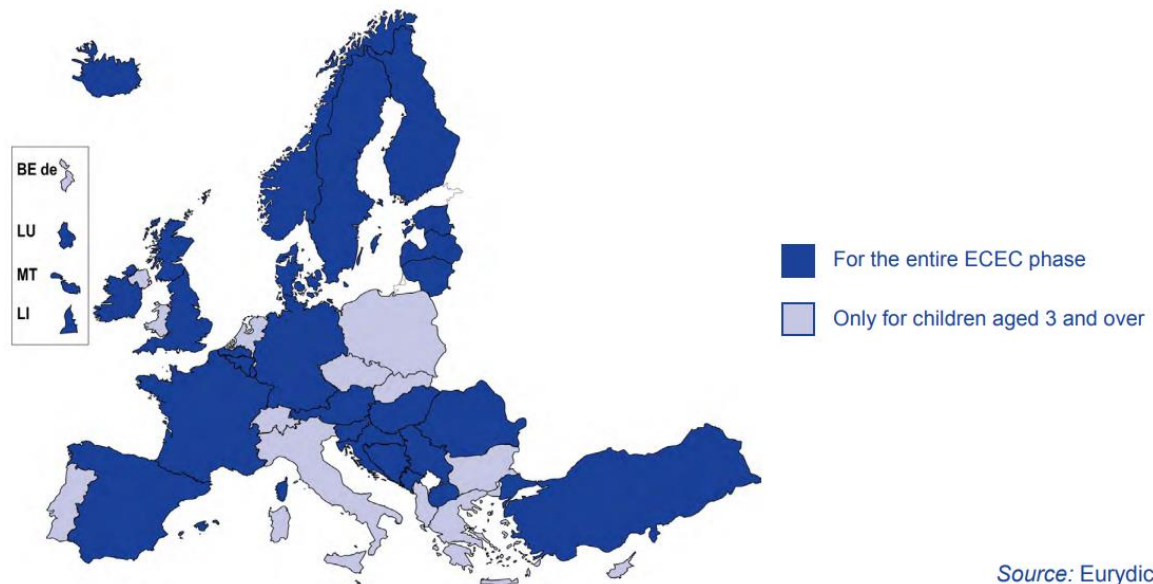 BE de
LU
MT
LI
For the entire ECEC phase
Only for children aged 3 and over
Source: Eurydic